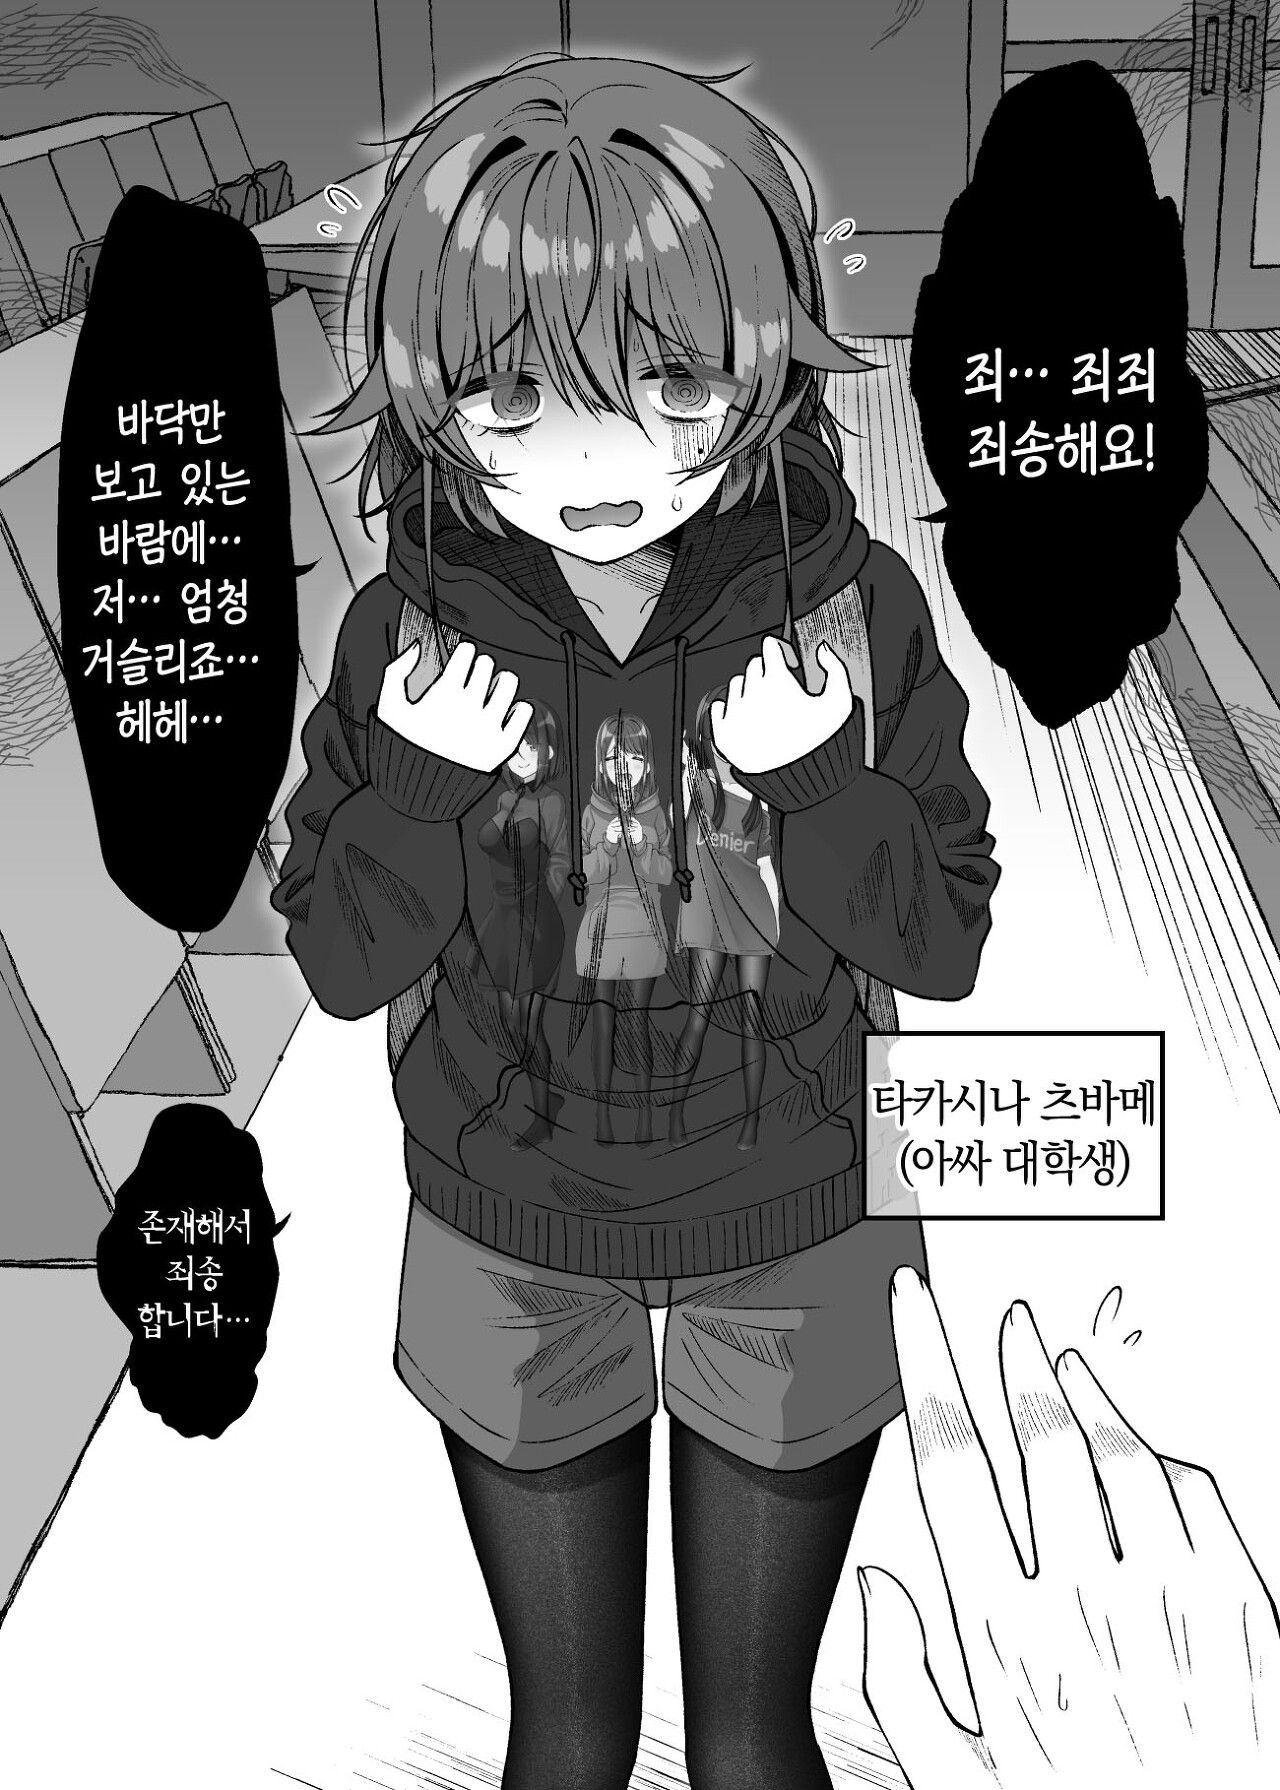 죄… 죄죄
죄송해요!
바닥만
보고 있는
바람에…
저… 엄청
거슬리죠…
헤헤…
Denier
타카시나 츠바메
(아싸 대학생)
존재해서
죄송
합니다…